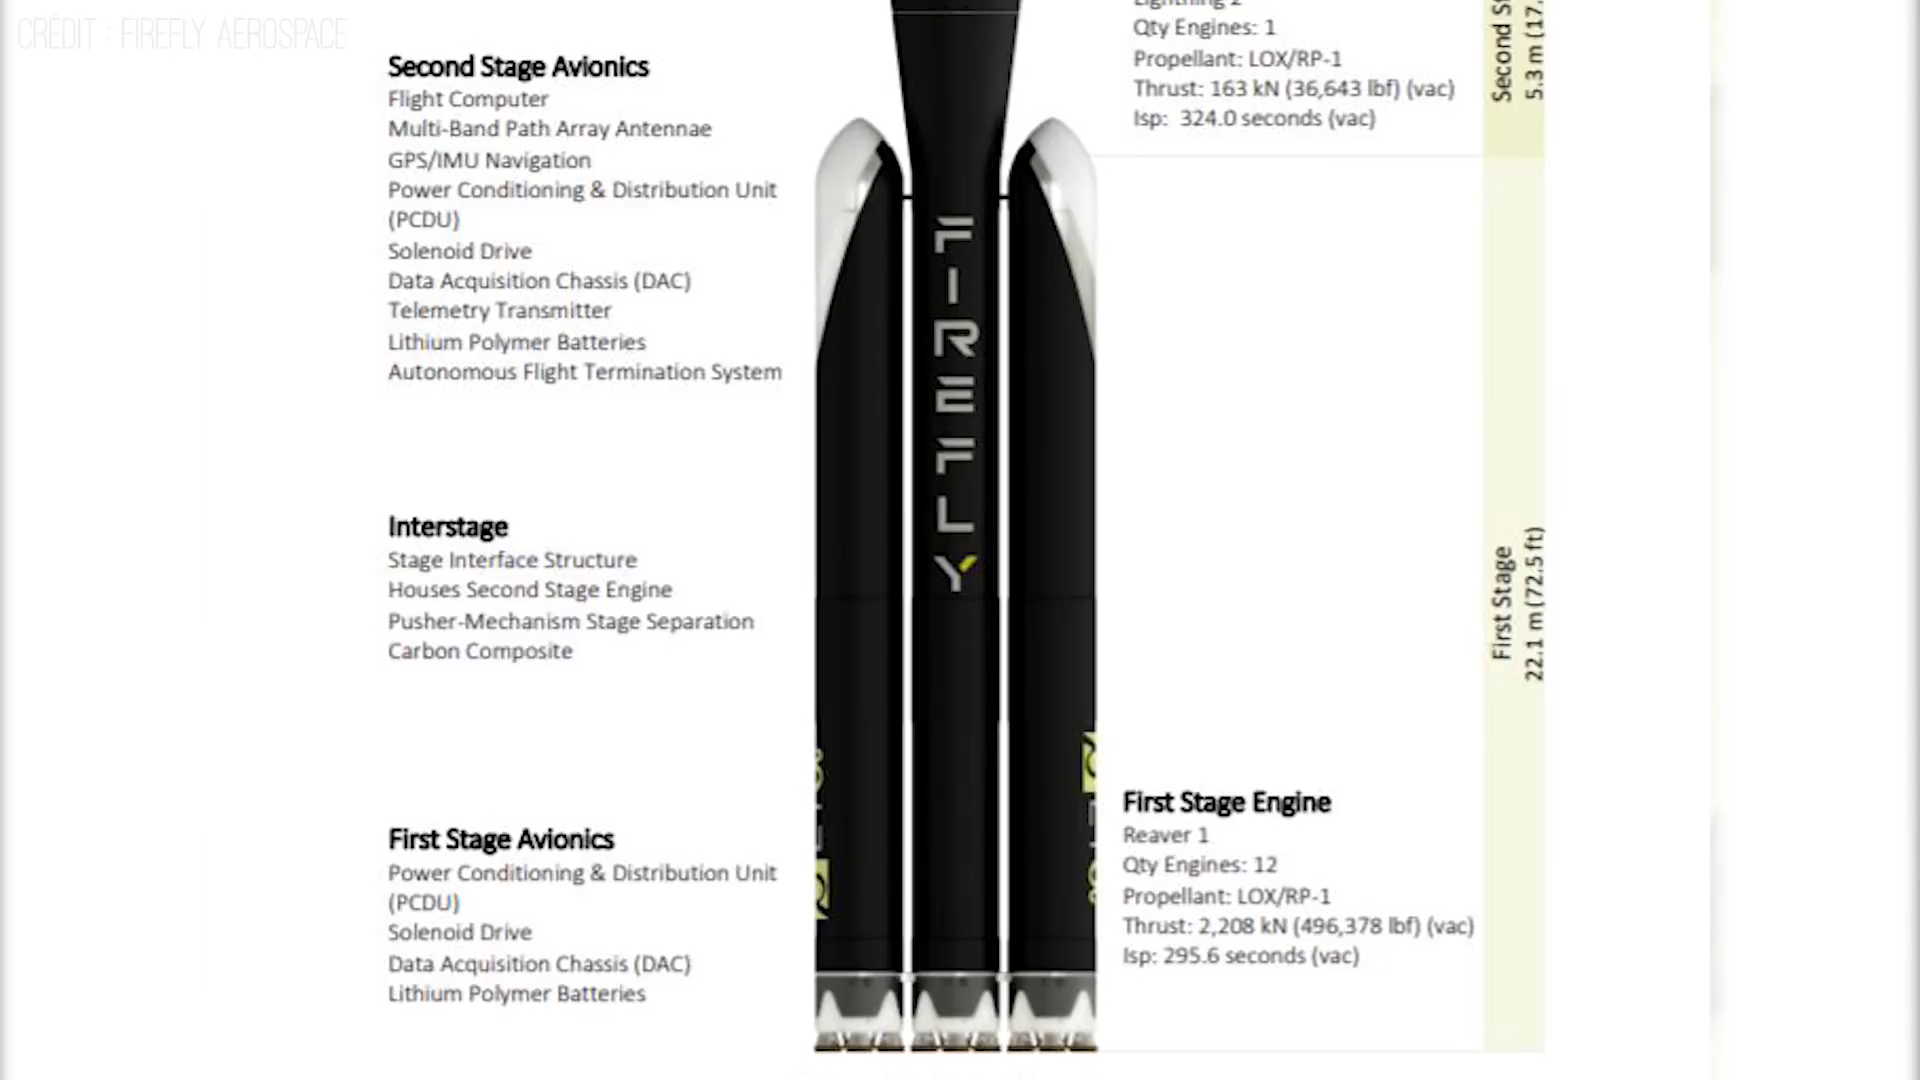 CRÉDIT : FIREFLY AEROSPACE
Second Stage Avionics
Flight Computer
Multi-Band Path Array Antennae
GPS/IMU Navigation
Power Conditioning & Distribution Unit
(PCDU)
Solenoid Drive
Data Acquisition Chassis (DAC)
Telemetry Transmitter
Lithium Polymer Batteries
Autonomous Flight Termination System
Interstage
Stage Interface Structure
Houses Second Stage Engine
Pusher-Mechanism Stage Separation
Carbon Composite
First Stage Avionics
Power Conditioning & Distribution Unit
(PCDU)
Solenoid Drive
Data Acquisition Chassis (DAC)
Lithium Polymer Batteries
FIREFLY
Qty Engines: 1
Propellant: LOX/RP-1
Thrust: 163 kN (36,643 lbf) (vac)
Isp: 324.0 seconds (vac)
First Stage Engine
Reaver 1
Qty Engines: 12
Propellant: LOX/RP-1
Thrust: 2,208 kN (496,378 lbf) (vac)
Isp: 295.6 seconds (vac)
Second
5.3 m
First Stage
22.1 m (72.5 ft)